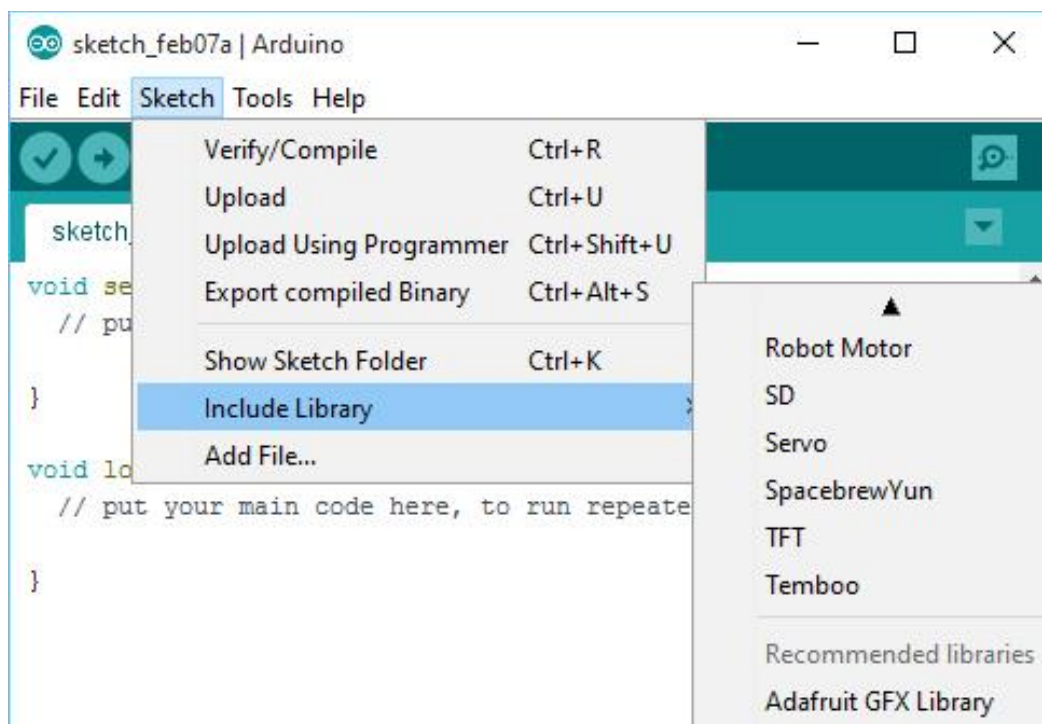 sketch_feb07a | Arduino
File Edit Sketch Tools Help
Verify/Compile Ctrl+R
Upload Ctrl+U
Upload Using Programmer Ctrl+Shift+U
Export compiled Binary Ctrl+Alt+S
Show Sketch Folder Ctrl+K
Include Library
Add File...
sketch_
void se
// pu
}
void lo
// put your main code here, to run repeate
}
Robot Motor
SD
Servo
SpacebrewYun
TFT
Temboo
Recommended libraries
Adafruit GFX Library